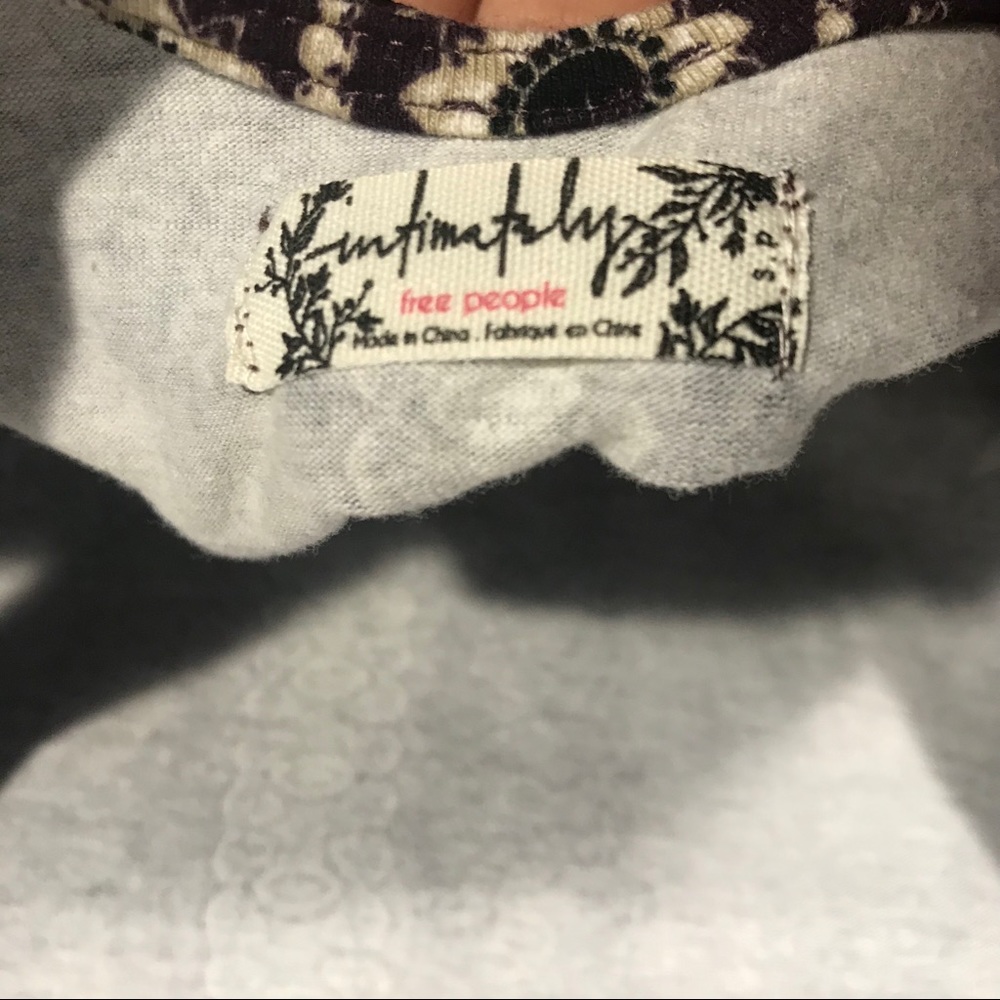 intimately
free people
Made in China . Fabriqué en Chine
S.P